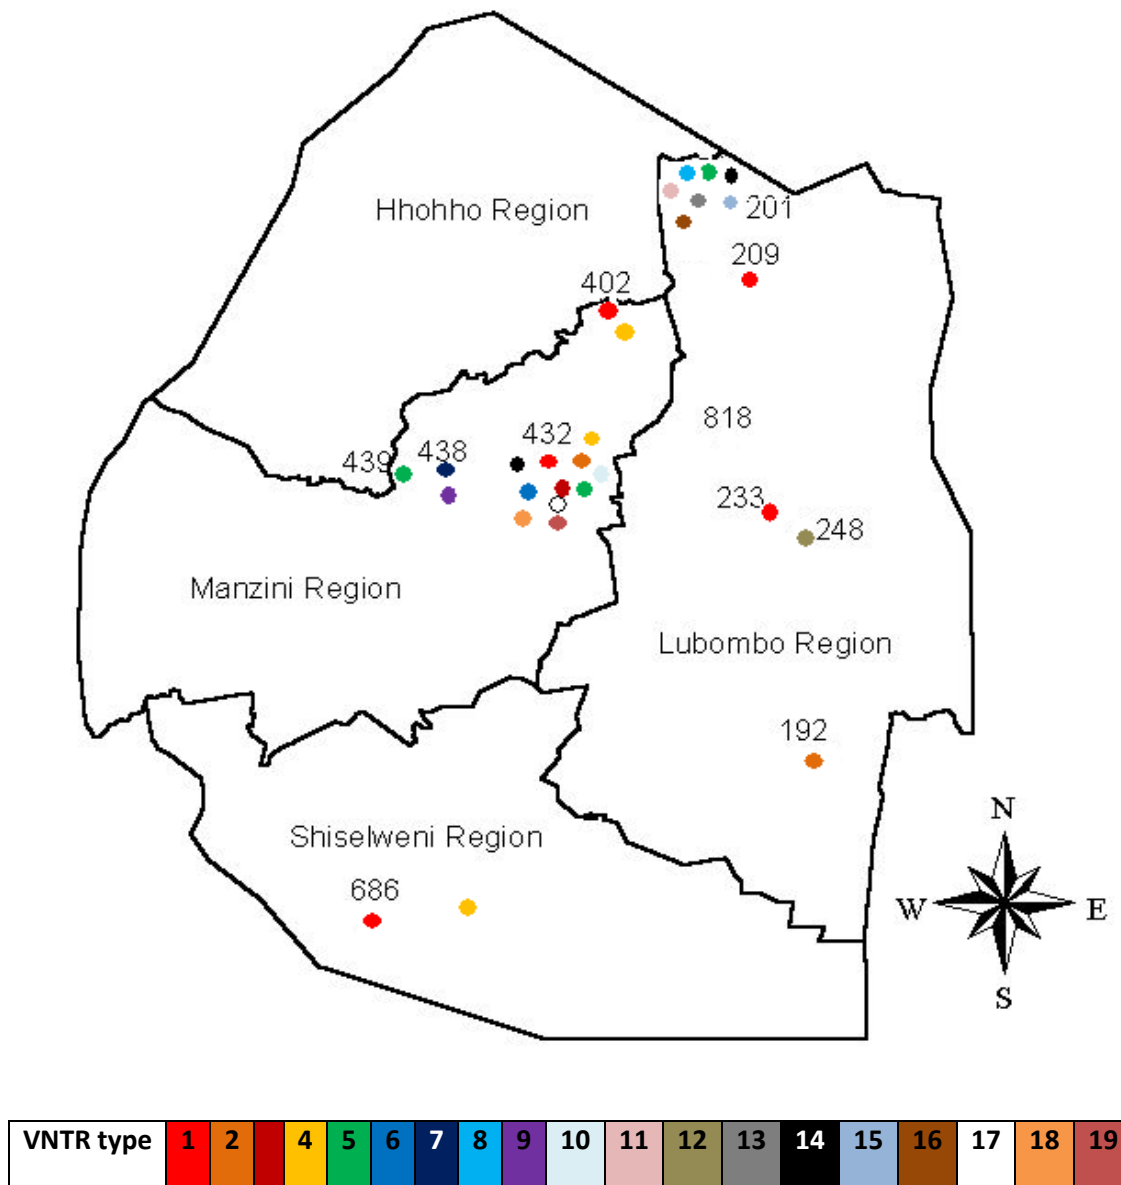 Hhohho Region
201
209
402
818
432
439 438
233
248
Manzini Region
Lubombo Region
192
N
Shiselweni Region
686
W E
S
VNTR type 1 2 4 5 6 7 8 9 10 11 12 13 14 15 16 17 18 19